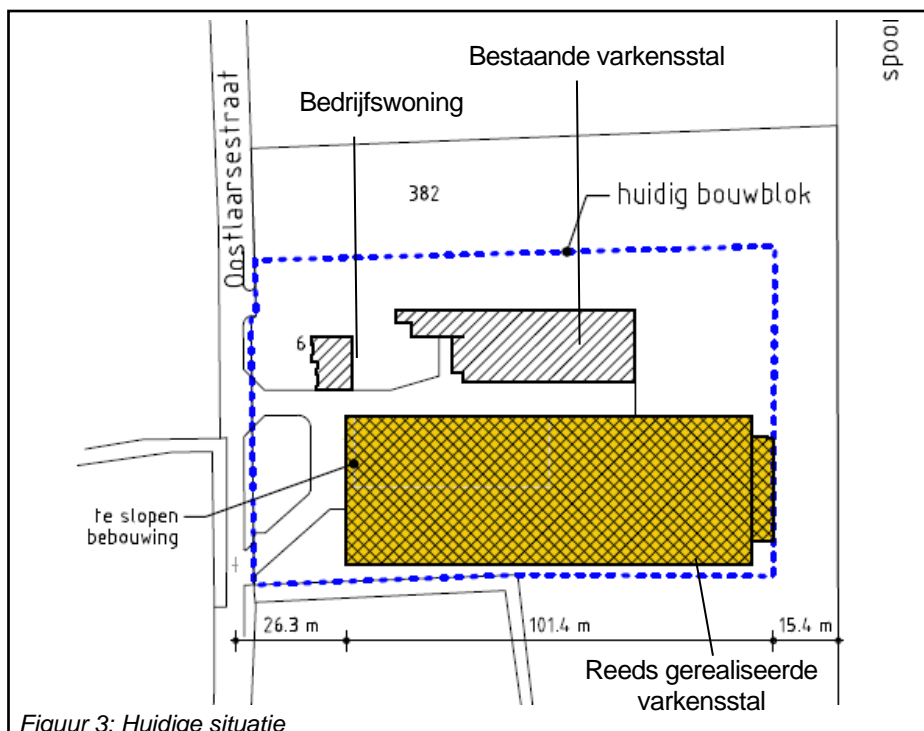 spoor
Bestaande varkensstal
Bedrijfswoning
Oostlaarsestraat
382
huidig bouwblok
6
te slopen
bebouwing
26.3 m
101.4 m
15.4 m
Reeds gerealiseerde
varkensstal
Figuur 3: Huidige situatie